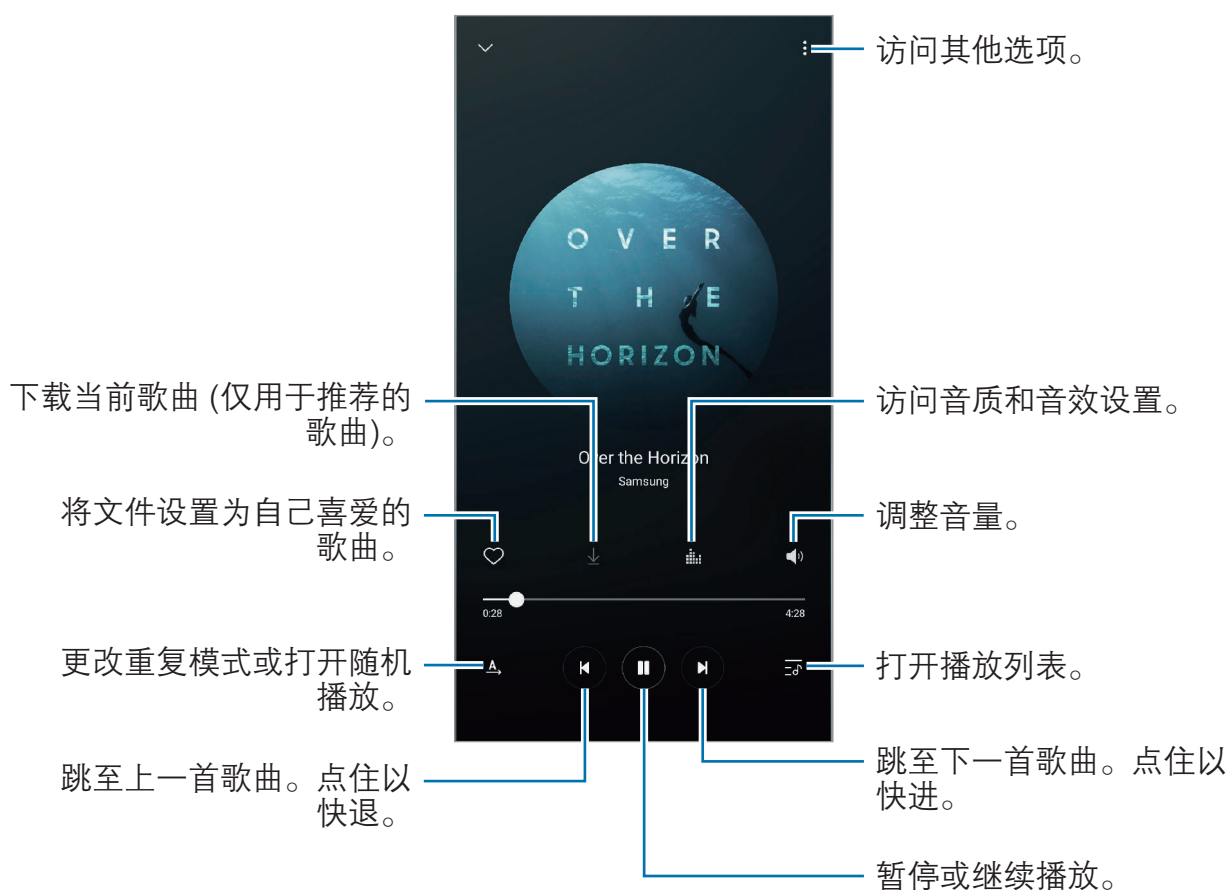 访问其他选项。
OVER
THE
HORIZON
下载当前歌曲 (仅用于推荐的
歌曲)。
访问音质和音效设置。
Over the Horizon
Samsung
将文件设置为自己喜爱的
歌曲。
调整音量。
0:28
4:28
更改重复模式或打开随机
播放。
A
打开播放列表。
跳至上一首歌曲。点住以
快退。
跳至下一首歌曲。点住以
快进。
暂停或继续播放。